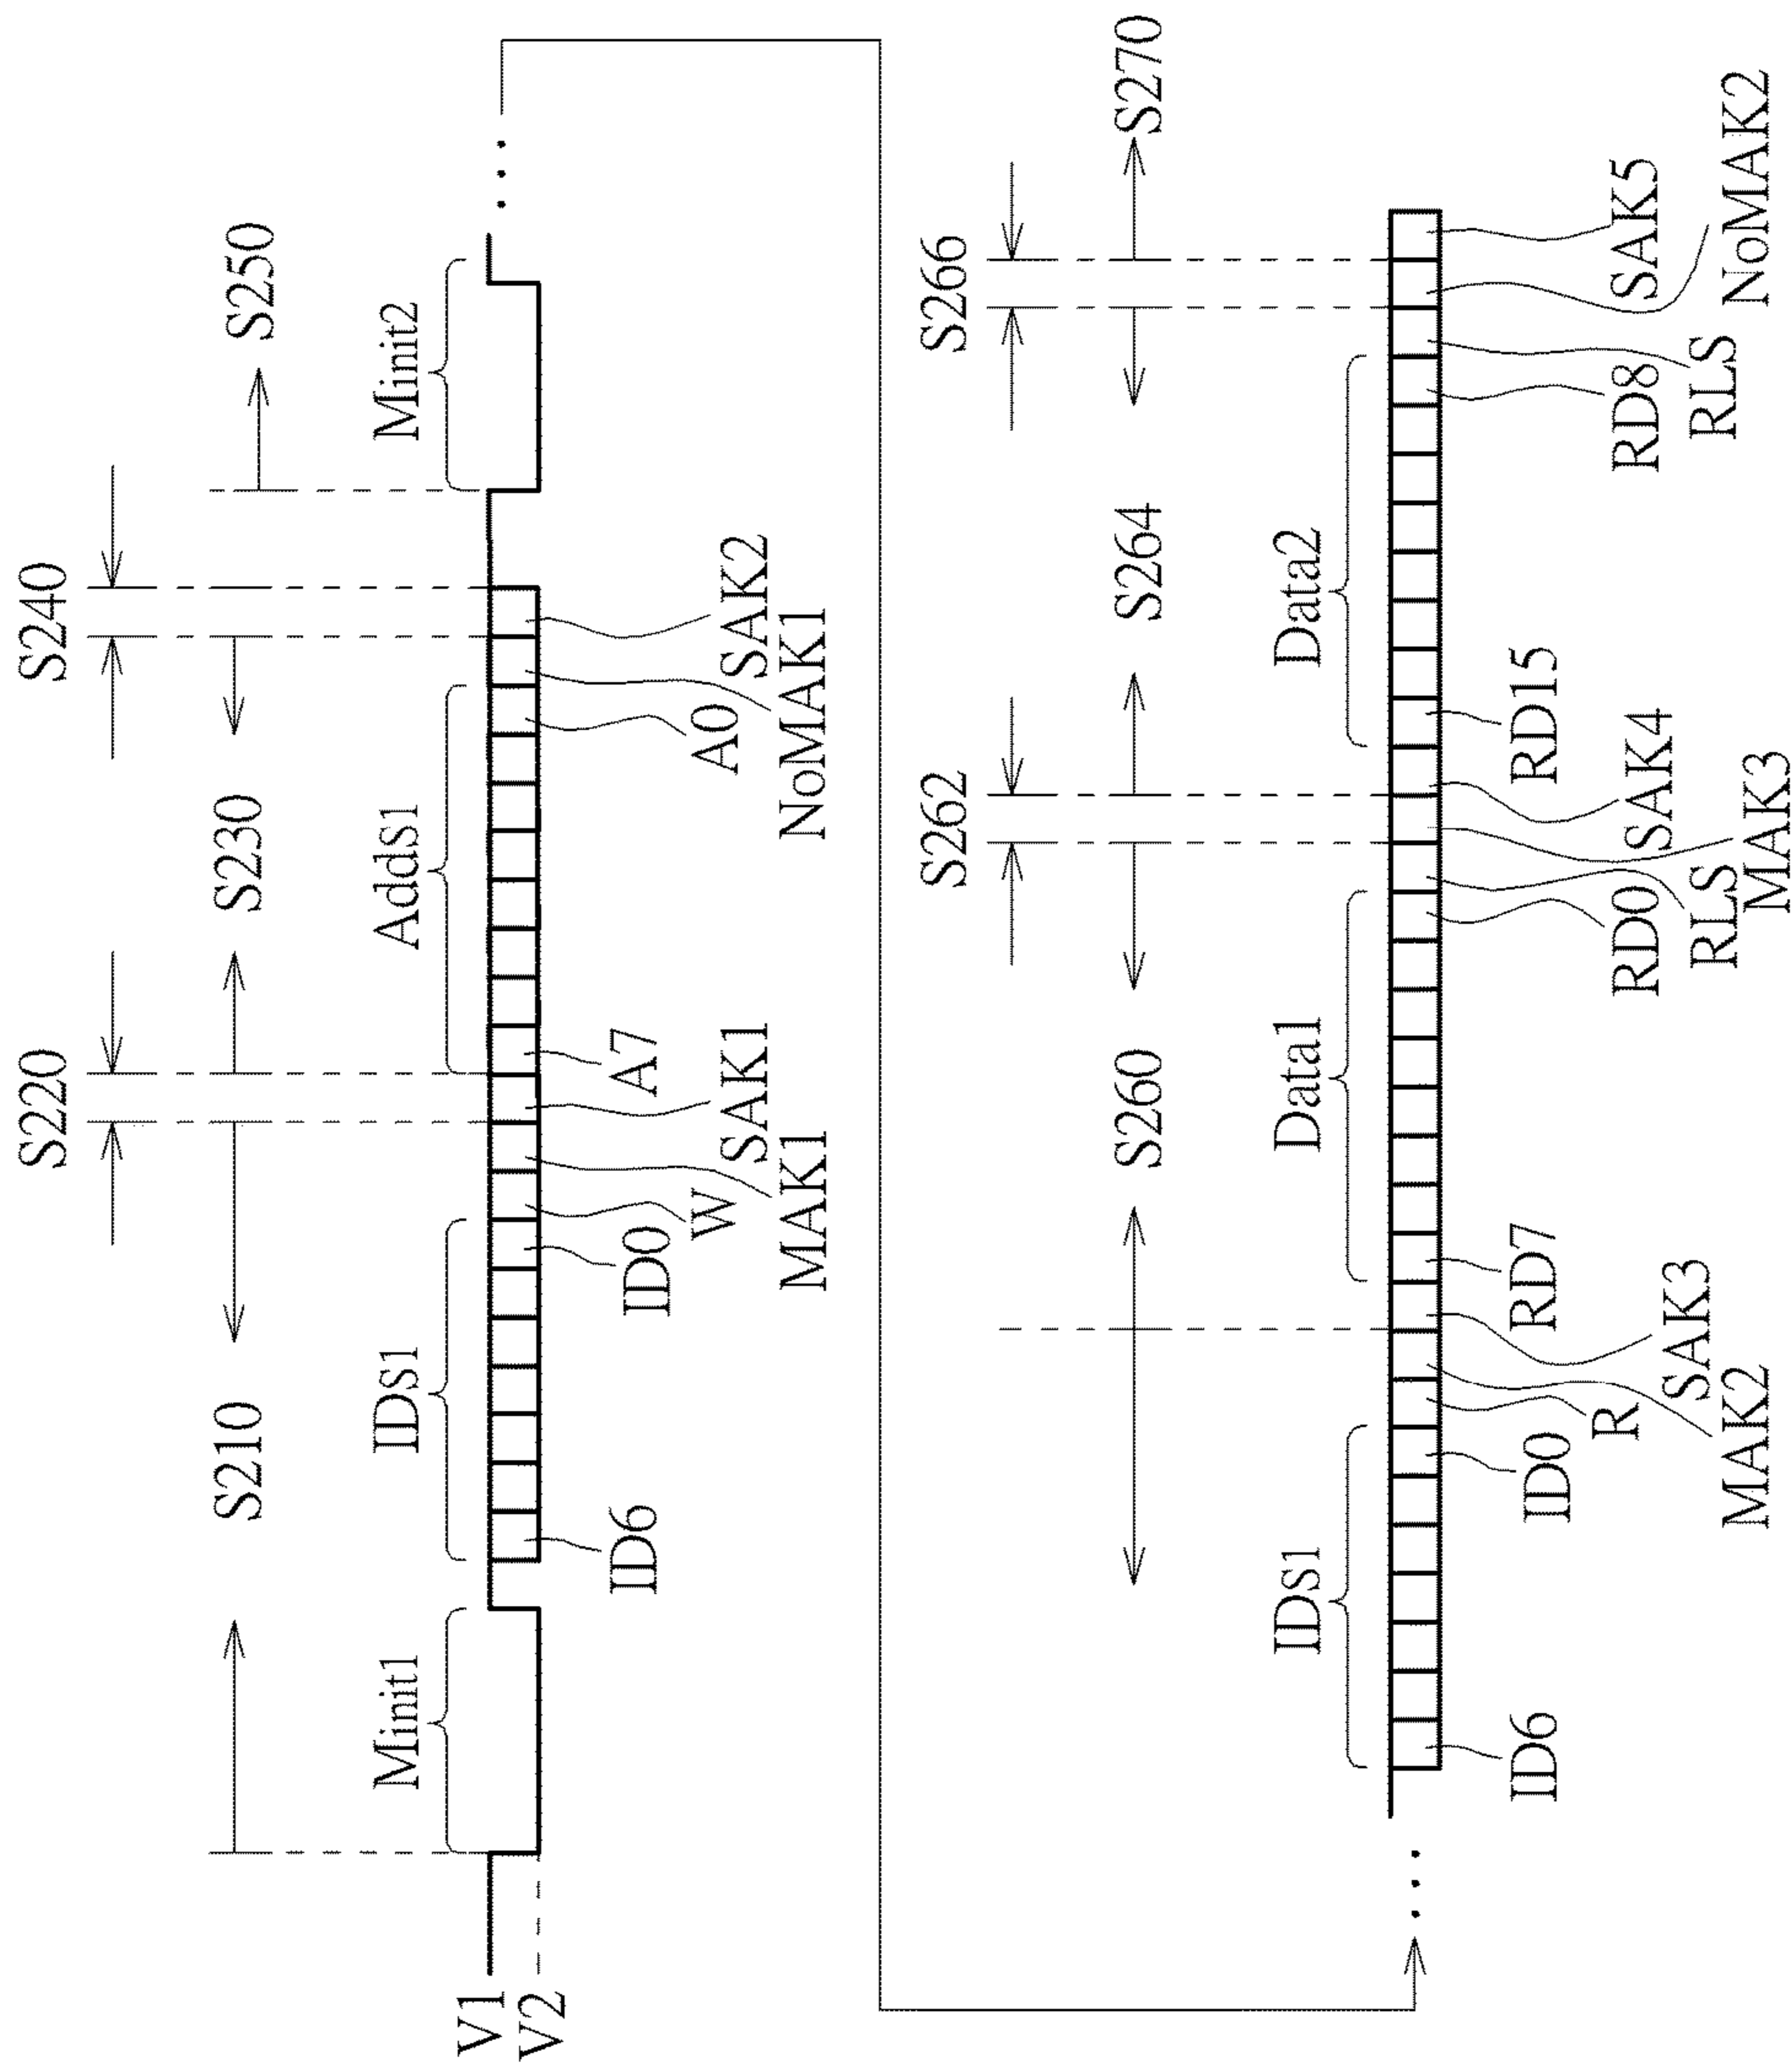 S220
S240
S210
S230
S250
Minit1
IDS1
AddS1
Minit2
V1
V2
ID6
ID0
W
A7
A0
SAK1
SAK2
MAK1
NoMAK1
S262
S266
S260
S264
S270
IDS1
Data1
Data2
ID6
ID0
RD7
RD15
R
RD0
SAK4
RD8
SAK5
SAK3
RLS
RLS
MAK2
MAK3
NoMAK2